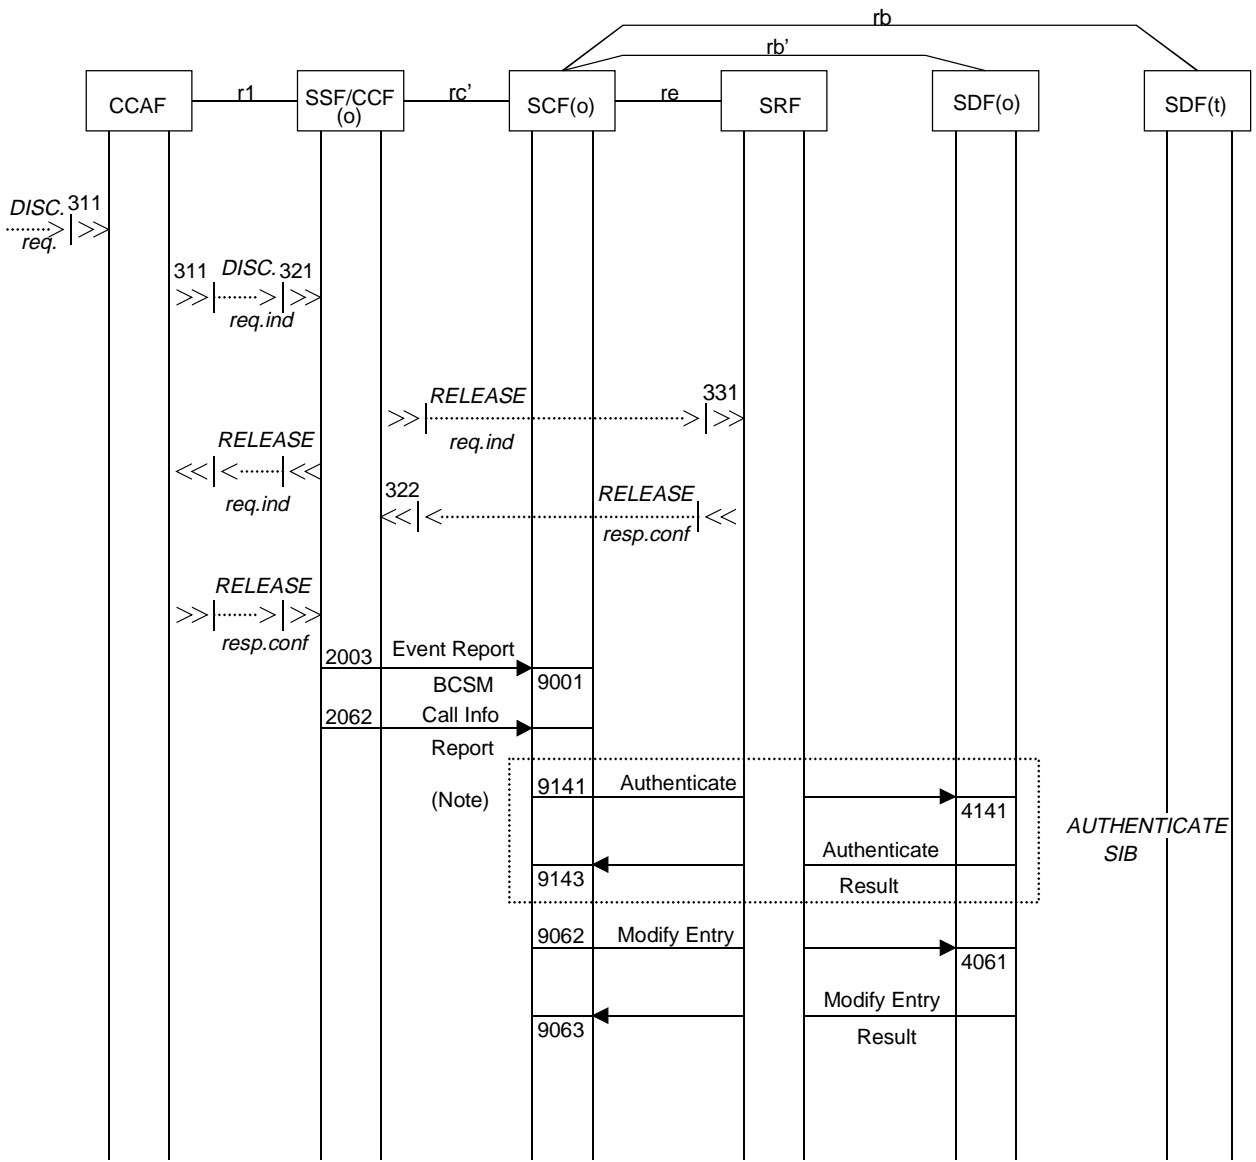 rb
rb'
CCAF
r1
SSF/CCF
(o)
rc'
SCF(o)
re
SRF
SDF(o)
SDF(t)
DISC. 311
req.
311 DISC. 321
req.ind
RELEASE 331
req.ind
RELEASE
req.ind
322 RELEASE
resp.conf
RELEASE
resp.conf
2003 Event Report
BCSM 9001
2062 Call Info
Report
(Note)
9141 Authenticate
4141
AUTHENTICATE
SIB
Authenticate
9143 Result
9062 Modify Entry
4061
Modify Entry
9063 Result